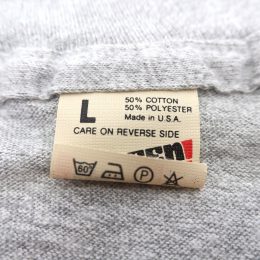 L
50% COTTON
50% POLYESTER
Made in U.S.A.
CARE ON REVERSE SIDE
60°
P
A